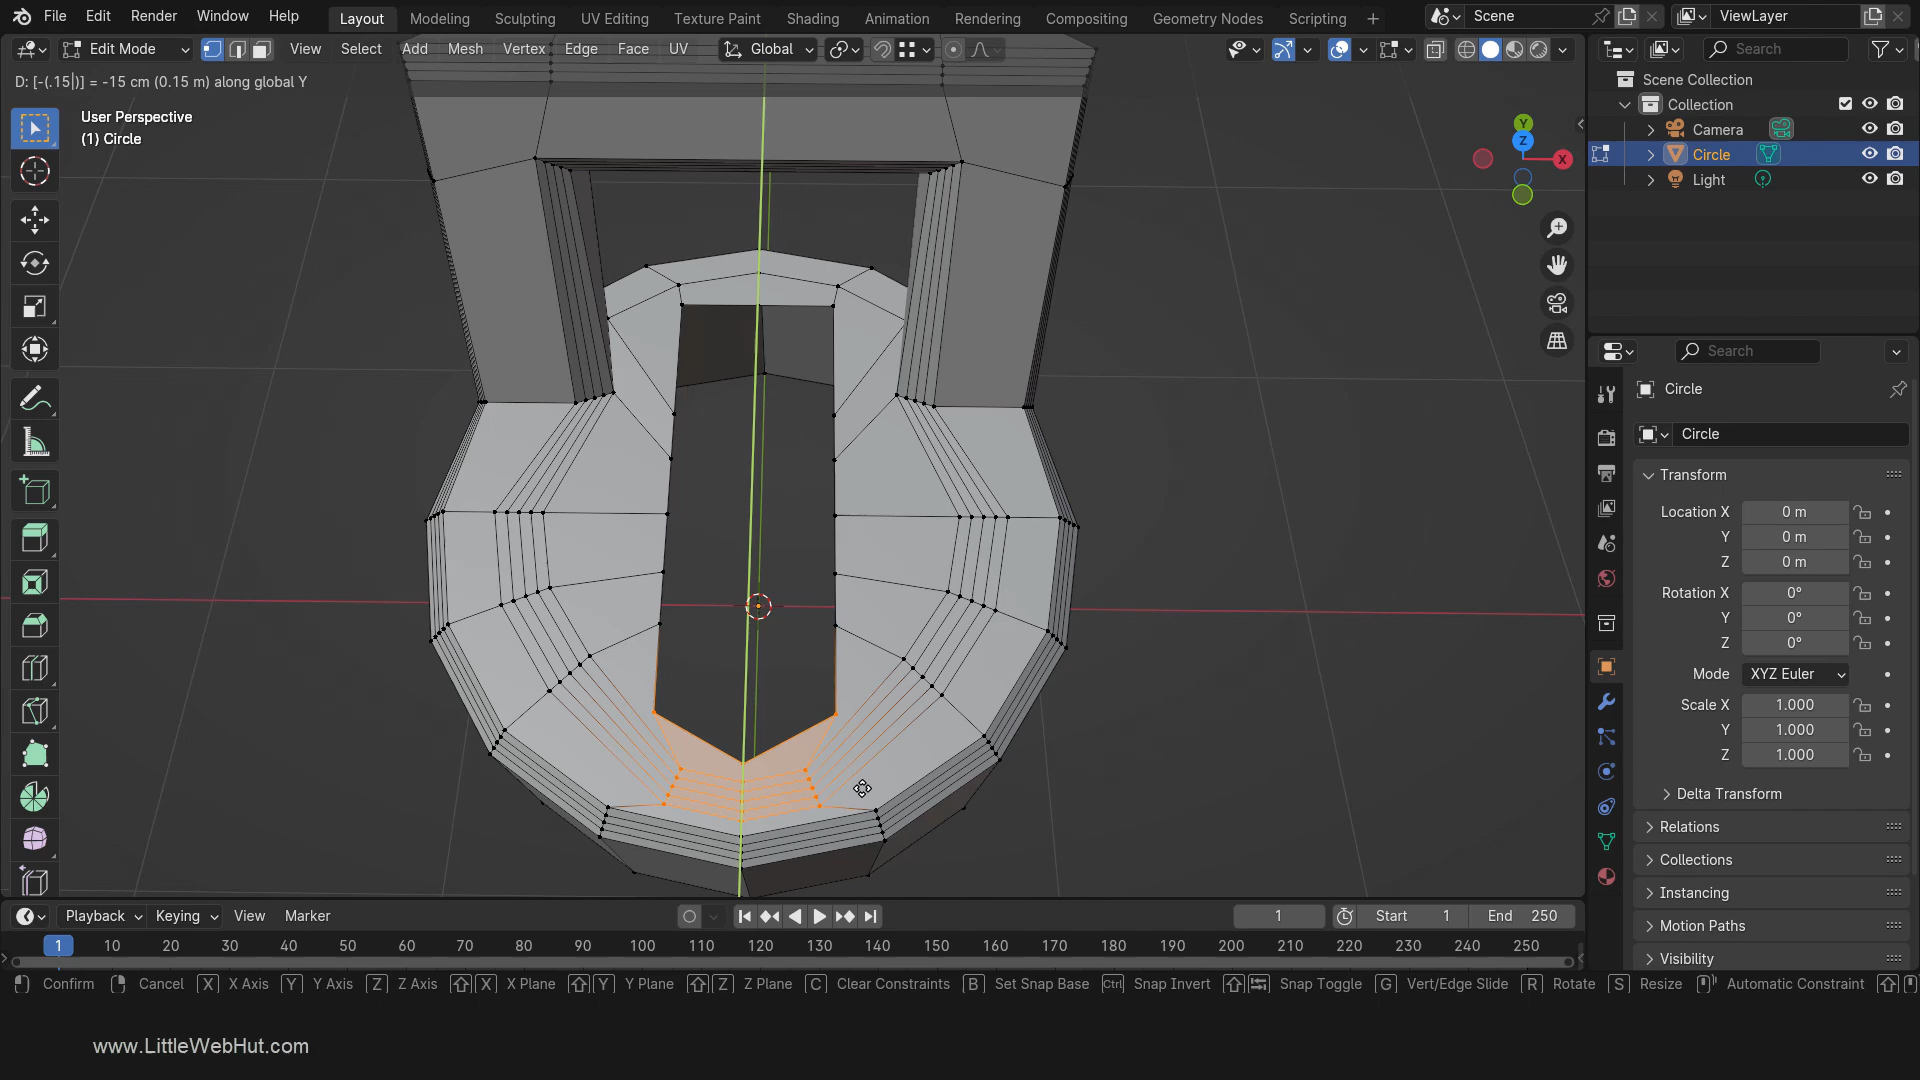 File Edit Render Window Help Layout Modeling Sculpting UV Editing Texture Paint Shading Animation Rendering Compositing Geometry Nodes Scripting + Scene ViewLayer
Edit Mode View Select Add Mesh Vertex Edge Face UV Global Search
D: [-(.15|)] = -15 cm (0.15 m) along global Y
User Perspective
(1) Circle
Y
Z
X
Scene Collection
Collection
Camera
Circle
Light
Search
Circle
Circle
Transform
Location X 0 m
Y 0 m
Z 0 m
Rotation X 0°
Y 0°
Z 0°
Mode XYZ Euler
Scale X 1.000
Y 1.000
Z 1.000
Delta Transform
Relations
Collections
Instancing
Motion Paths
Visibility
Playback Keying View Marker 1 Start 1 End 250
1 10 20 30 40 50 60 70 80 90 100 110 120 130 140 150 160 170 180 190 200 210 220 230 240 250
Confirm Cancel X X Axis Y Y Axis Z Z Axis X X Plane Y Y Plane Z Z Plane C Clear Constraints B Set Snap Base Ctrl Snap Invert Snap Toggle G Vert/Edge Slide R Rotate S Resize Automatic Constraint
www.LittleWebHut.com